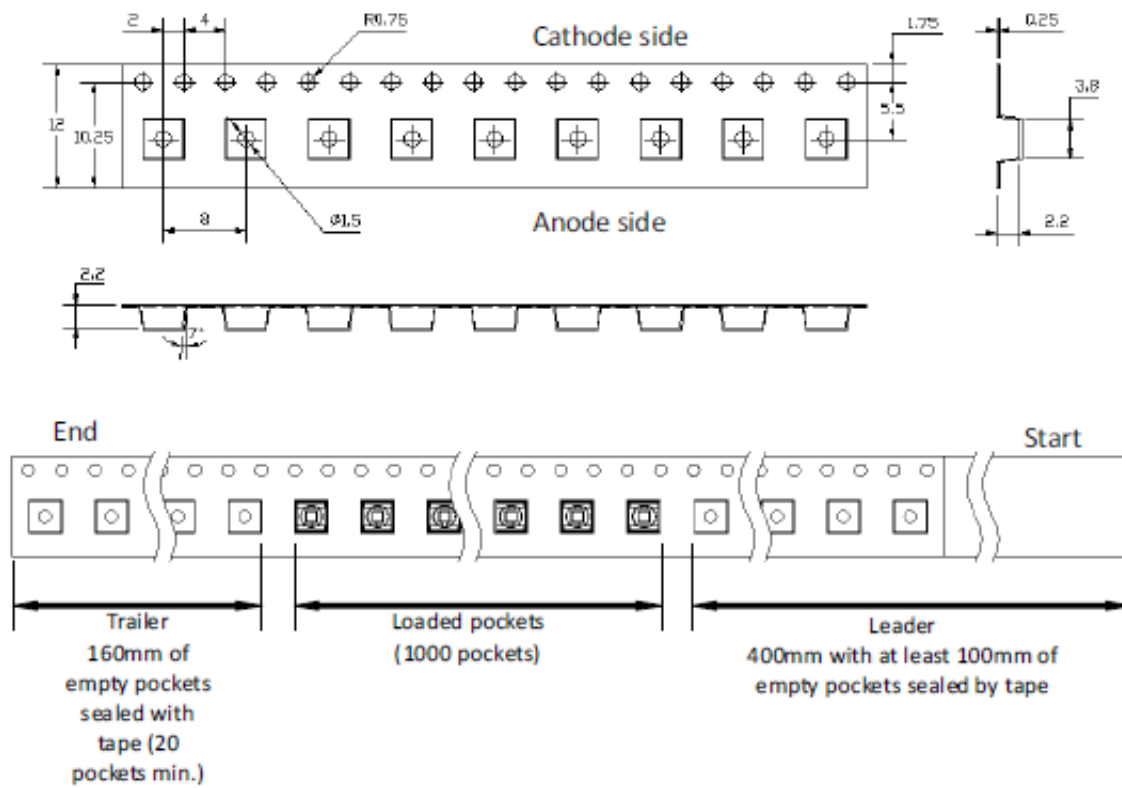 2
4
R0.75
Cathode side
1.75
0.25
12
10.25
5.5
3.8
8
Ø1.5
Anode side
2.2
2.2
7°
End
Start
Trailer
160mm of
empty pockets
sealed with
tape (20
pockets min.)
Loaded pockets
(1000 pockets)
Leader
400mm with at least 100mm of
empty pockets sealed by tape